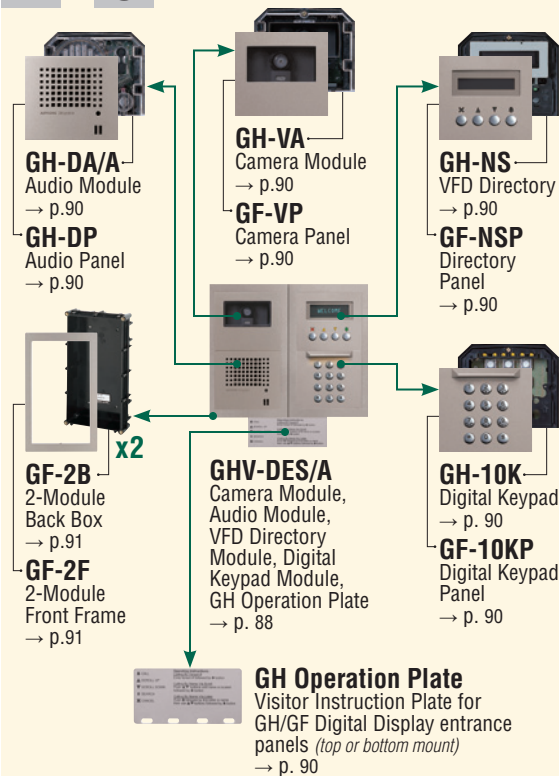 GH-DA/A
Audio Module
→ p.90
GH-DP
Audio Panel
→ p.90
GH-VA
Camera Module
→ p.90
GF-VP
Camera Panel
→ p.90
GH-NS
VFD Directory
→ p.90
GF-NSP
Directory
Panel
→ p.90
WELCOME
x2
GF-2B
2-Module
Back Box
→ p.91
GF-2F
2-Module
Front Frame
→ p.91
GHV-DES/A
Camera Module,
Audio Module,
VFD Directory
Module, Digital
Keypad Module,
GH Operation Plate
→ p. 88
GH-10K
Digital Keypad
→ p. 90
GF-10KP
Digital Keypad
Panel
→ p. 90
GH Operation Plate
Visitor Instruction Plate for
GH/GF Digital Display entrance
panels (top or bottom mount)
→ p. 90